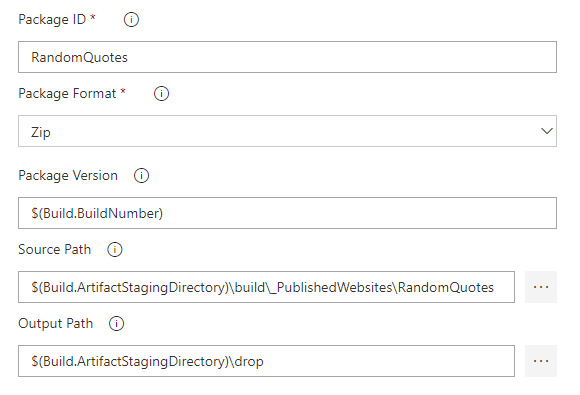 Package ID *
RandomQuotes
Package Format *
Zip
Package Version
$(Build.BuildNumber)
Source Path
$(Build.ArtifactStagingDirectory)\build\_PublishedWebsites\RandomQuotes
Output Path
$(Build.ArtifactStagingDirectory)\drop